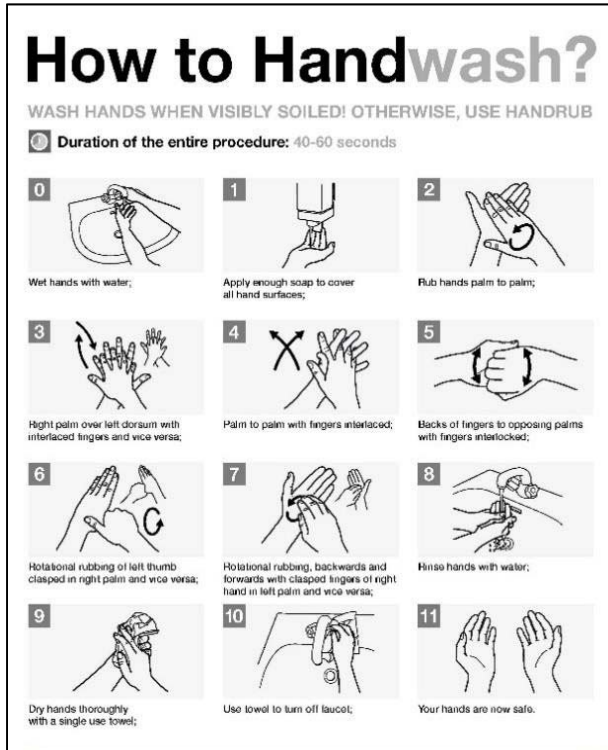 How to Handwash?
WASH HANDS WHEN VISIBLY SOILED! OTHERWISE, USE HANDRUB
Duration of the entire procedure: 40-60 seconds
0
Wet hands with water;
1
Apply enough soap to cover
all hand surfaces;
2
Rub hands palm to palm;
3
Right palm over left dorsum with
interlaced fingers and vice versa;
4
Palm to palm with fingers interlaced;
5
Backs of fingers to opposing palms
with fingers interlocked;
6
Rotational rubbing of left thumb
clasped in right palm and vice versa;
7
Rotational rubbing, backwards and
forwards with clasped fingers of right
hand in left palm and vice versa;
8
Rinse hands with water;
9
Dry hands thoroughly
with a single use towel;
10
Use towel to turn off faucet;
11
Your hands are now safe.